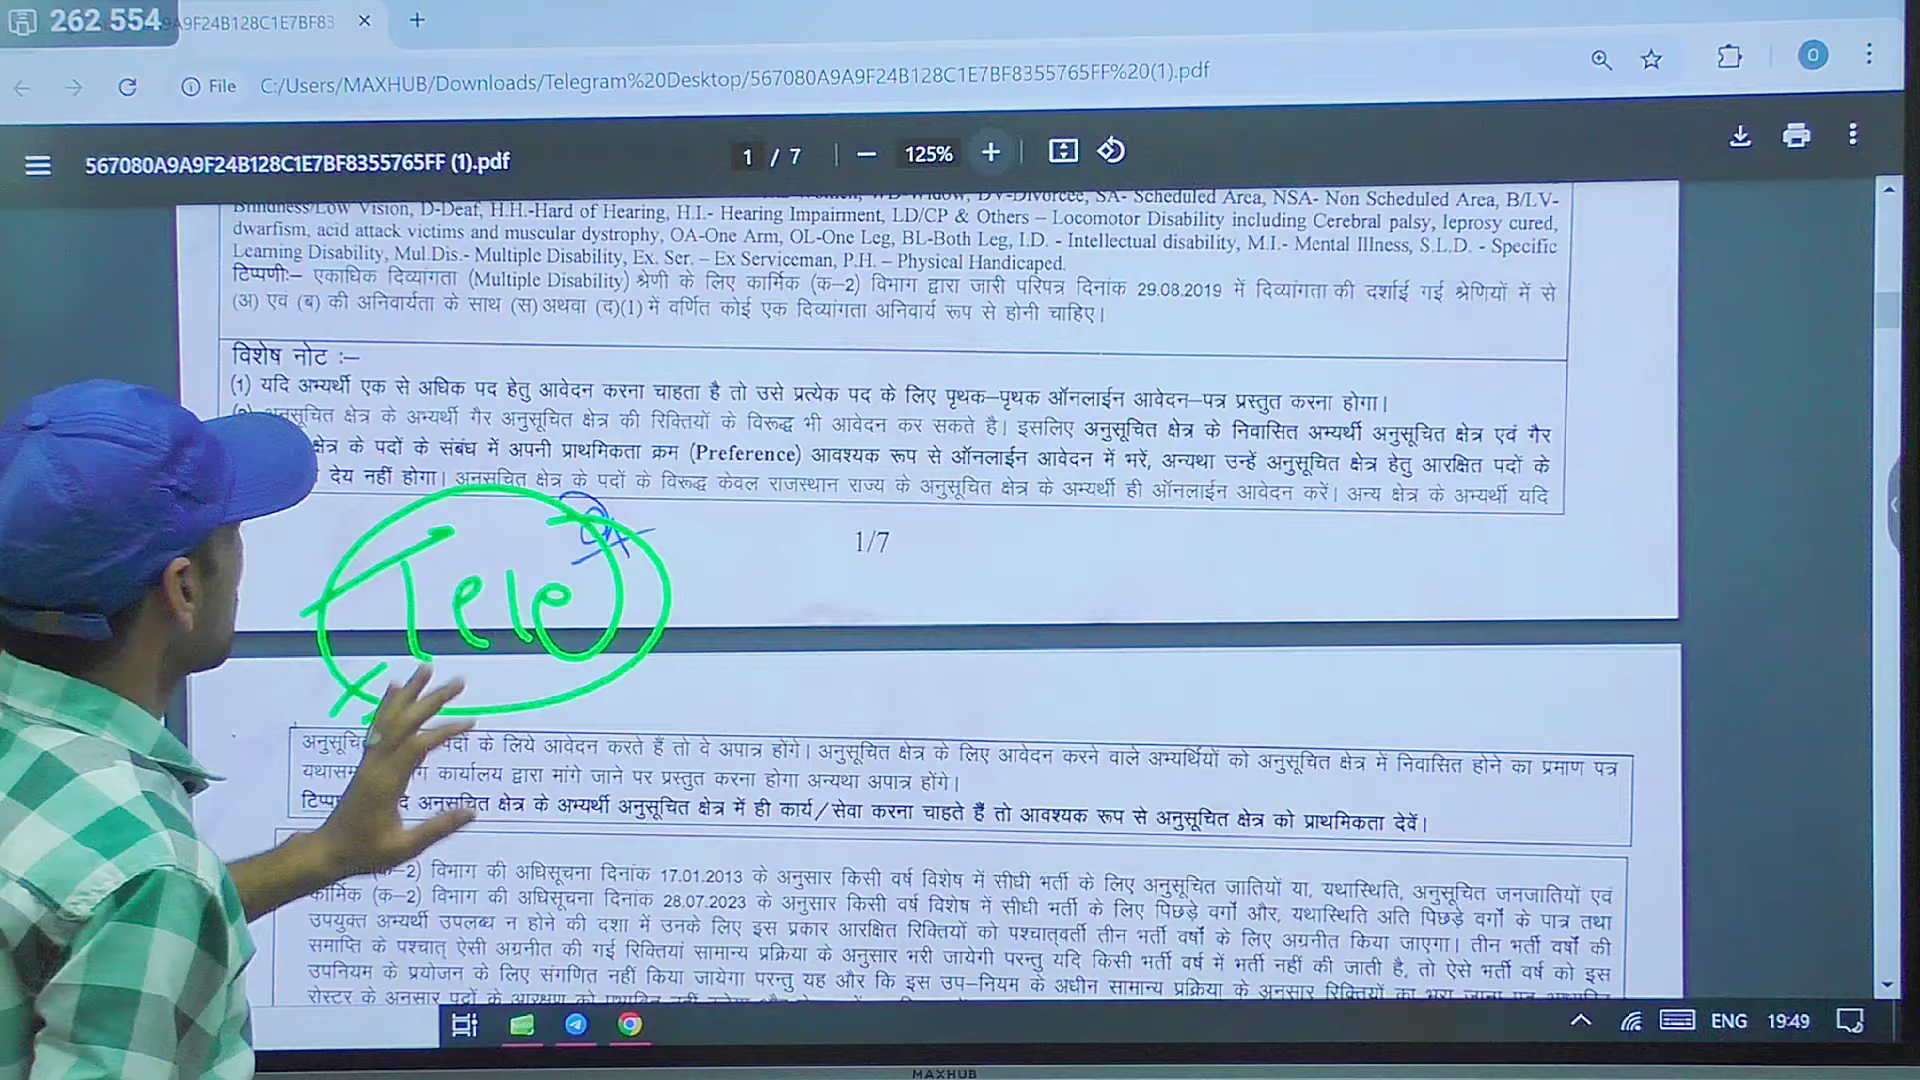 262 554
A9F24B128C1E7BF83
File
C:/Users/MAXHUB/Downloads/Telegram%20Desktop/567080A9A9F24B128C1E7BF8355765FF%20(1).pdf
567080A9A9F24B128C1E7BF8355765FF (1).pdf
1 / 7
125%
DV-Divorcee, SA- Scheduled Area, NSA- Non Scheduled Area, B/LV-
Blindness/Low Vision, D-Deaf, H.H.-Hard of Hearing, H.I.- Hearing Impairment, LD/CP & Others – Locomotor Disability including Cerebral palsy, leprosy cured,
dwarfism, acid attack victims and muscular dystrophy, OA-One Arm, OL-One Leg, BL-Both Leg, I.D. - Intellectual disability, M.I.- Mental Illness, S.L.D. - Specific
Learning Disability, Mul.Dis.- Multiple Disability, Ex. Ser. – Ex Serviceman, P.H. – Physical Handicaped.
टिप्पणीः– एकाधिक दिव्यांगता (Multiple Disability) श्रेणी के लिए कार्मिक (क–2) विभाग द्वारा जारी परिपत्र दिनांक 29.08.2019 में दिव्यांगता की दर्शाई गई श्रेणियों में से
(अ) एवं (ब) की अनिवार्यता के साथ (स) अथवा (द)(1) में वर्णित कोई एक दिव्यांगता अनिवार्य रूप से होनी चाहिए।
विशेष नोट :–
(1) यदि अभ्यर्थी एक से अधिक पद हेतु आवेदन करना चाहता है तो उसे प्रत्येक पद के लिए पृथक–पृथक ऑनलाईन आवेदन–पत्र प्रस्तुत करना होगा।
अनुसूचित क्षेत्र के अभ्यर्थी गैर अनुसूचित क्षेत्र की रिक्तियों के विरूद्ध भी आवेदन कर सकते है। इसलिए अनुसूचित क्षेत्र के निवासित अभ्यर्थी अनुसूचित क्षेत्र एवं गैर
क्षेत्र के पदों के संबंध में अपनी प्राथमिकता क्रम (Preference) आवश्यक रूप से ऑनलाईन आवेदन में भरें, अन्यथा उन्हें अनुसूचित क्षेत्र हेतु आरक्षित पदों के
देय नहीं होगा। अनुसूचित क्षेत्र के पदों के विरूद्ध केवल राजस्थान राज्य के अनुसूचित क्षेत्र के अभ्यर्थी ही ऑनलाईन आवेदन करें। अन्य क्षेत्र के अभ्यर्थी यदि
1/7
Tele
पदों के लिये आवेदन करते हैं तो वे अपात्र होंगे। अनुसूचित क्षेत्र के लिए आवेदन करने वाले अभ्यर्थियों को अनुसूचित क्षेत्र में निवासित होने का प्रमाण पत्र
कार्यालय द्वारा मांगे जाने पर प्रस्तुत करना होगा अन्यथा अपात्र होंगे।
अनुसूचित क्षेत्र के अभ्यर्थी अनुसूचित क्षेत्र में ही कार्य/सेवा करना चाहते हैं तो आवश्यक रूप से अनुसूचित क्षेत्र को प्राथमिकता देवें।
(क–2) विभाग की अधिसूचना दिनांक 17.01.2013 के अनुसार किसी वर्ष विशेष में सीधी भर्ती के लिए अनुसूचित जातियों या, यथास्थिति, अनुसूचित जनजातियों एवं
कार्मिक (क–2) विभाग की अधिसूचना दिनांक 28.07.2023 के अनुसार किसी वर्ष विशेष में सीधी भर्ती के लिए पिछड़े वर्गों और, यथास्थिति अति पिछड़े वर्गों के पात्र तथा
उपयुक्त अभ्यर्थी उपलब्ध न होने की दशा में उनके लिए इस प्रकार आरक्षित रिक्तियों को पश्चात्वर्ती तीन भर्ती वर्षों के लिए अग्रनीत किया जाएगा। तीन भर्ती वर्षों की
समाप्ति के पश्चात् ऐसी अग्रनीत की गई रिक्तियां सामान्य प्रक्रिया के अनुसार भरी जायेगी परन्तु यदि किसी भर्ती वर्ष में भर्ती नहीं की जाती है, तो ऐसे भर्ती वर्ष को इस
उपनियम के प्रयोजन के लिए संगणित नहीं किया जायेगा परन्तु यह और कि इस उप–नियम के अधीन सामान्य प्रक्रिया के अनुसार रिक्तियों का भरा जाना
रोस्टर के अनुसार पदों के आरक्षण को प्रभावित नहीं करेगा
ENG 19:49
MAXHUB